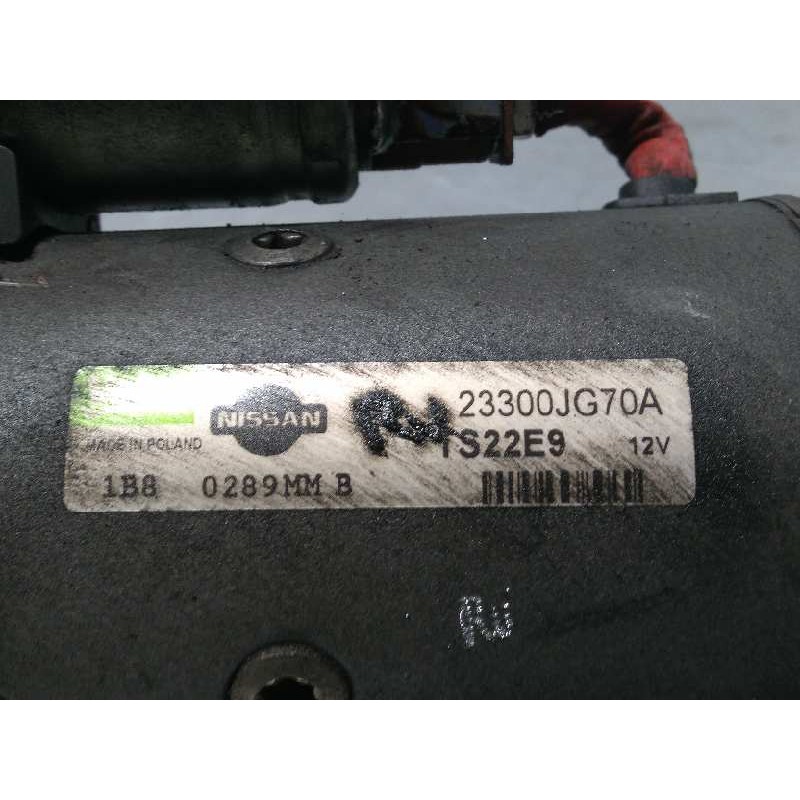 NISSAN
23300JG70A
MADE IN POLAND
TS22E9 12V
1B8 0289MM B